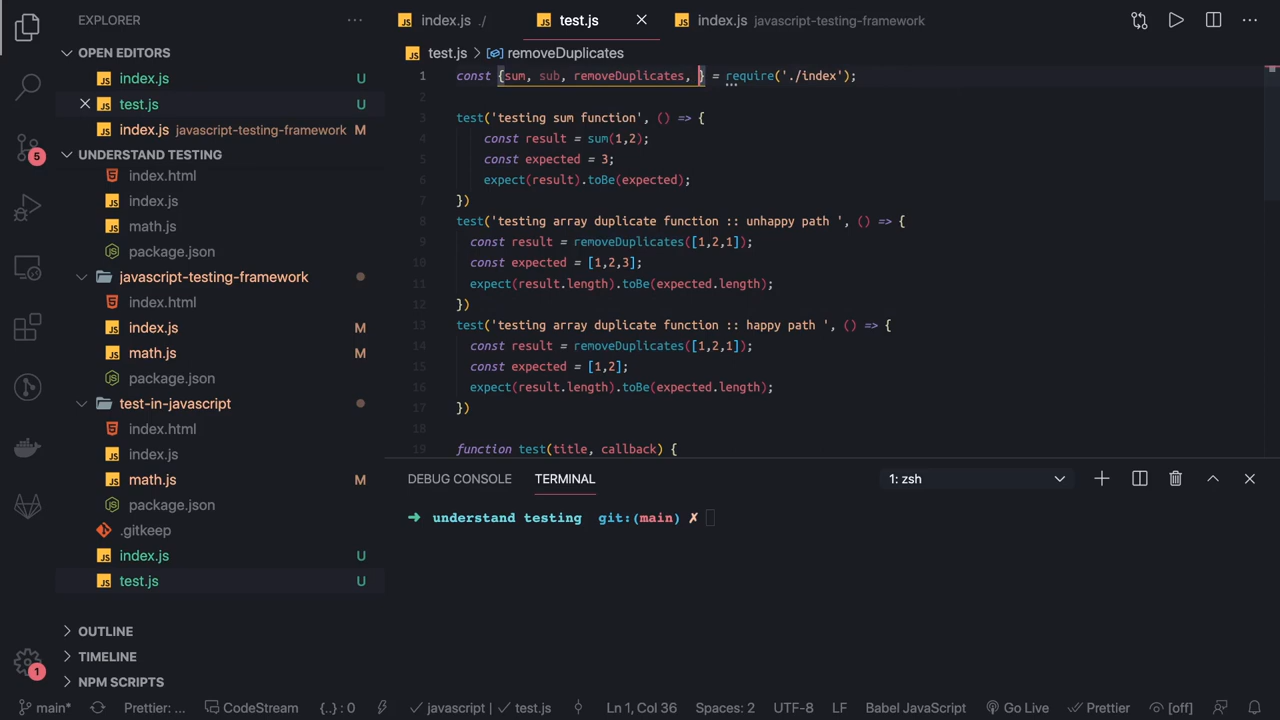 EXPLORER
OPEN EDITORS
index.js U
test.js U
index.js javascript-testing-framework M
UNDERSTAND TESTING
index.html
index.js
math.js
package.json
javascript-testing-framework
index.html
index.js M
math.js M
package.json
test-in-javascript
index.html
index.js
math.js M
package.json
.gitkeep
index.js U
test.js U
OUTLINE
TIMELINE
NPM SCRIPTS
5
1
index.js ./
test.js
index.js javascript-testing-framework
test.js > removeDuplicates
1 const {sum, sub, removeDuplicates, } = require('./index');
2
3 test('testing sum function', () => {
4 const result = sum(1,2);
5 const expected = 3;
6 expect(result).toBe(expected);
7 })
8 test('testing array duplicate function :: unhappy path ', () => {
9 const result = removeDuplicates([1,2,1]);
10 const expected = [1,2,3];
11 expect(result.length).toBe(expected.length);
12 })
13 test('testing array duplicate function :: happy path ', () => {
14 const result = removeDuplicates([1,2,1]);
15 const expected = [1,2];
16 expect(result.length).toBe(expected.length);
17 })
18
19 function test(title, callback) {
DEBUG CONSOLE TERMINAL 1: zsh
➜ understand testing git:(main) ✗
main* Prettier: ... CodeStream {..} : 0 ✓ javascript | ✓ test.js Ln 1, Col 36 Spaces: 2 UTF-8 LF Babel JavaScript Go Live Prettier [off]